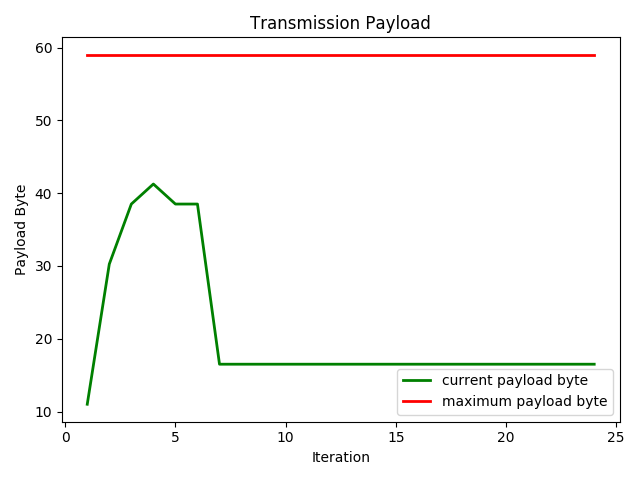 Transmission Payload
Payload Byte
60
50
40
30
20
10
0
5
10
15
20
25
Iteration
current payload byte
maximum payload byte